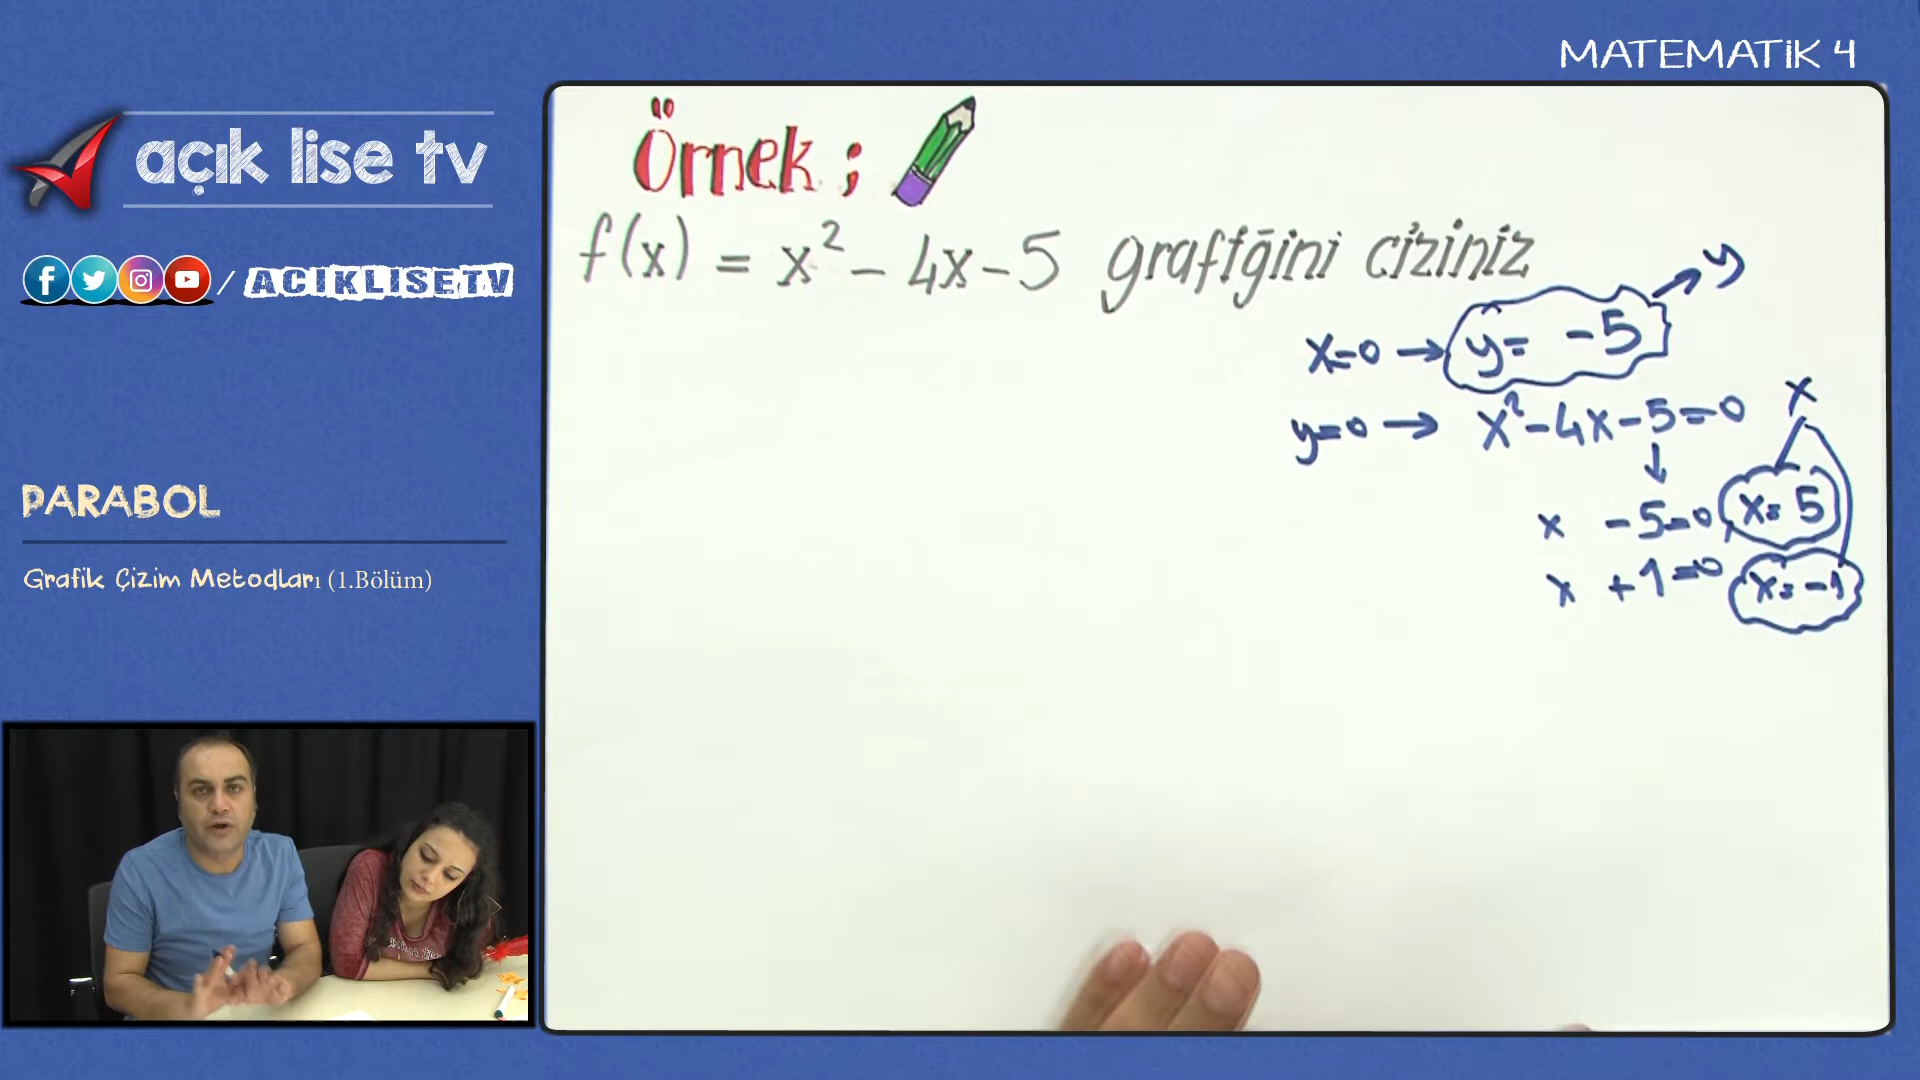 MATEMATİK 4
açık lise tv
/ ACIKLISETV
PARABOL
Grafik Çizim Metodları (1.Bölüm)
Örnek ;
f(x) = x² - 4x - 5 grafiğini ciziniz
x=0 → y= -5 → y
y=0 → x²-4x-5=0 x
↓
x -5=0, x=5
x +1=0 x=-1